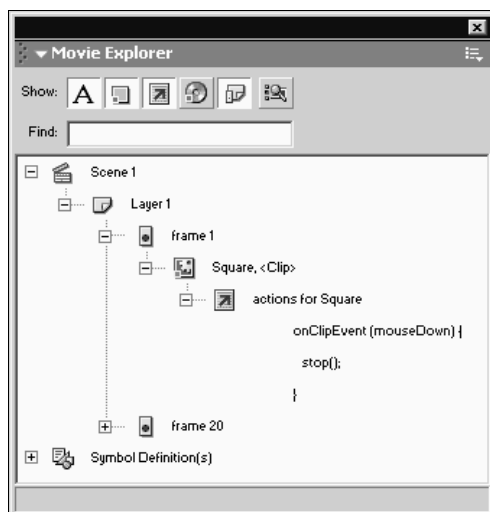 Movie Explorer
Show: A
Find:
Scene 1
Layer 1
frame 1
Square, <Clip>
actions for Square
onClipEvent (mouseDown) {
stop();
}
frame 20
Symbol Definition(s)